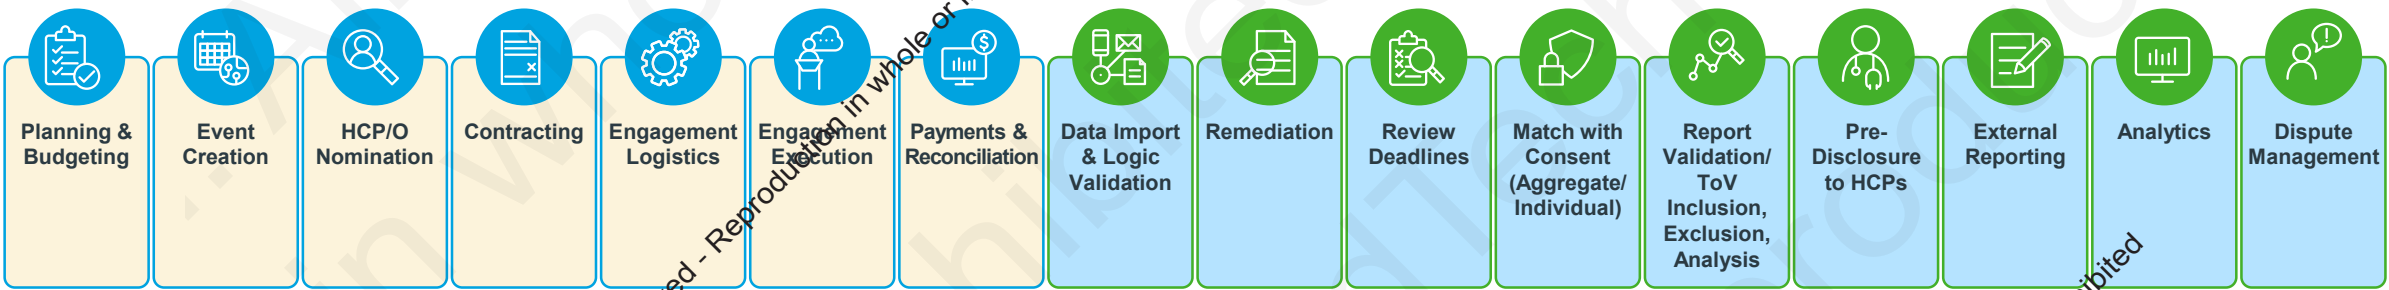 Planning &
Budgeting
Event
Creation
HCP/O
Nomination
Contracting
Engagement
Logistics
Engagement
Execution
Payments &
Reconciliation
Data Import
& Logic
Validation
Remediation
Review
Deadlines
Match with
Consent
(Aggregate/
Individual)
Report
Validation/
ToV
Inclusion,
Exclusion,
Analysis
Pre-
Disclosure
to HCPs
External
Reporting
Analytics
Dispute
Management
- Reproduction in whole or